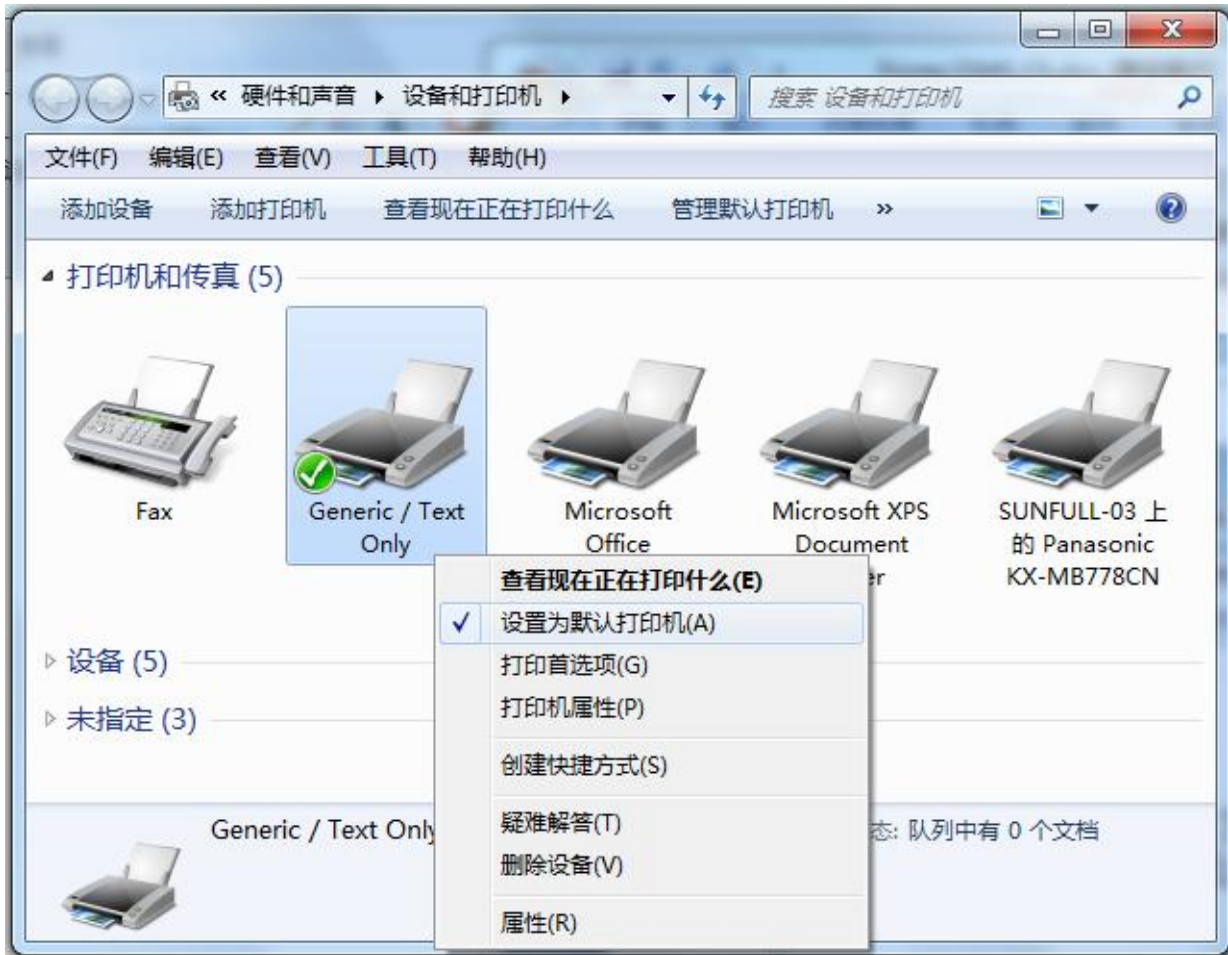 « 硬件和声音 ▸ 设备和打印机 ▸
搜索 设备和打印机
文件(F) 编辑(E) 查看(V) 工具(T) 帮助(H)
添加设备 添加打印机 查看现在正在打印什么 管理默认打印机 »
打印机和传真 (5)
Fax
Generic / Text
Only
Microsoft
Office
Microsoft XPS
Document
SUNFULL-03 上
的 Panasonic
KX-MB778CN
查看现在正在打印什么(E)
设置为默认打印机(A)
打印首选项(G)
打印机属性(P)
创建快捷方式(S)
疑难解答(T)
删除设备(V)
属性(R)
设备 (5)
未指定 (3)
Generic / Text Only
态: 队列中有 0 个文档